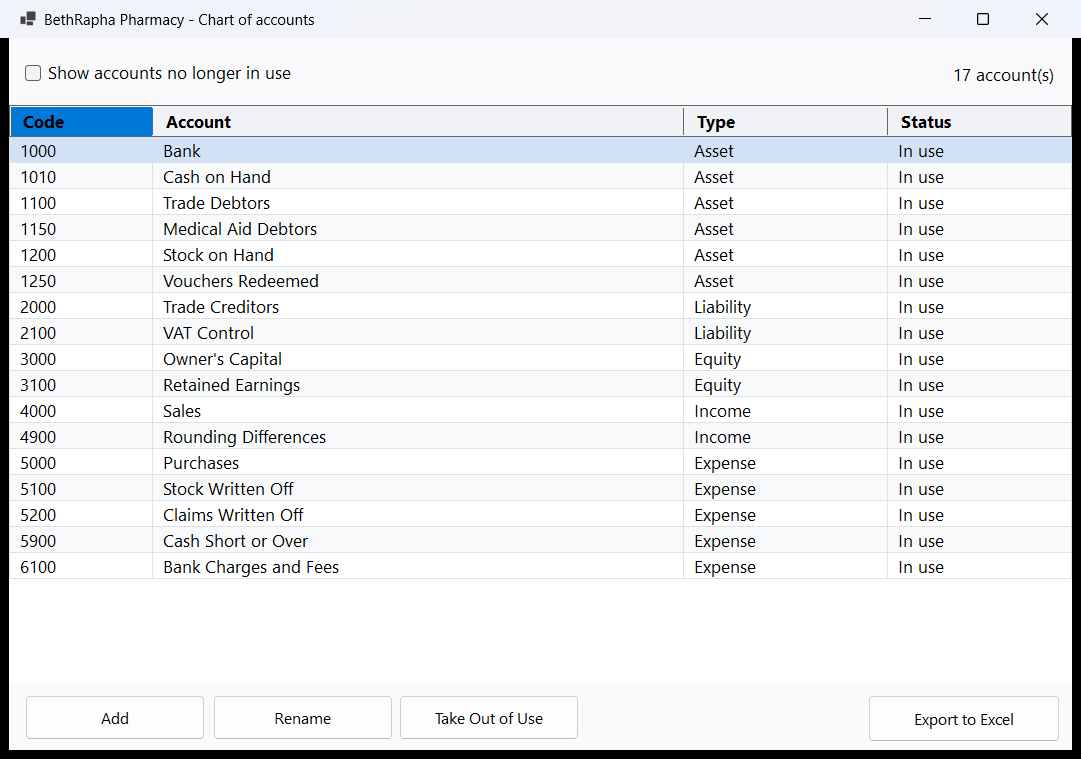 BethRapha Pharmacy - Chart of accounts
Show accounts no longer in use 17 account(s)
Code Account Type Status
1000 Bank Asset In use
1010 Cash on Hand Asset In use
1100 Trade Debtors Asset In use
1150 Medical Aid Debtors Asset In use
1200 Stock on Hand Asset In use
1250 Vouchers Redeemed Asset In use
2000 Trade Creditors Liability In use
2100 VAT Control Liability In use
3000 Owner's Capital Equity In use
3100 Retained Earnings Equity In use
4000 Sales Income In use
4900 Rounding Differences Income In use
5000 Purchases Expense In use
5100 Stock Written Off Expense In use
5200 Claims Written Off Expense In use
5900 Cash Short or Over Expense In use
6100 Bank Charges and Fees Expense In use
Add Rename Take Out of Use Export to Excel